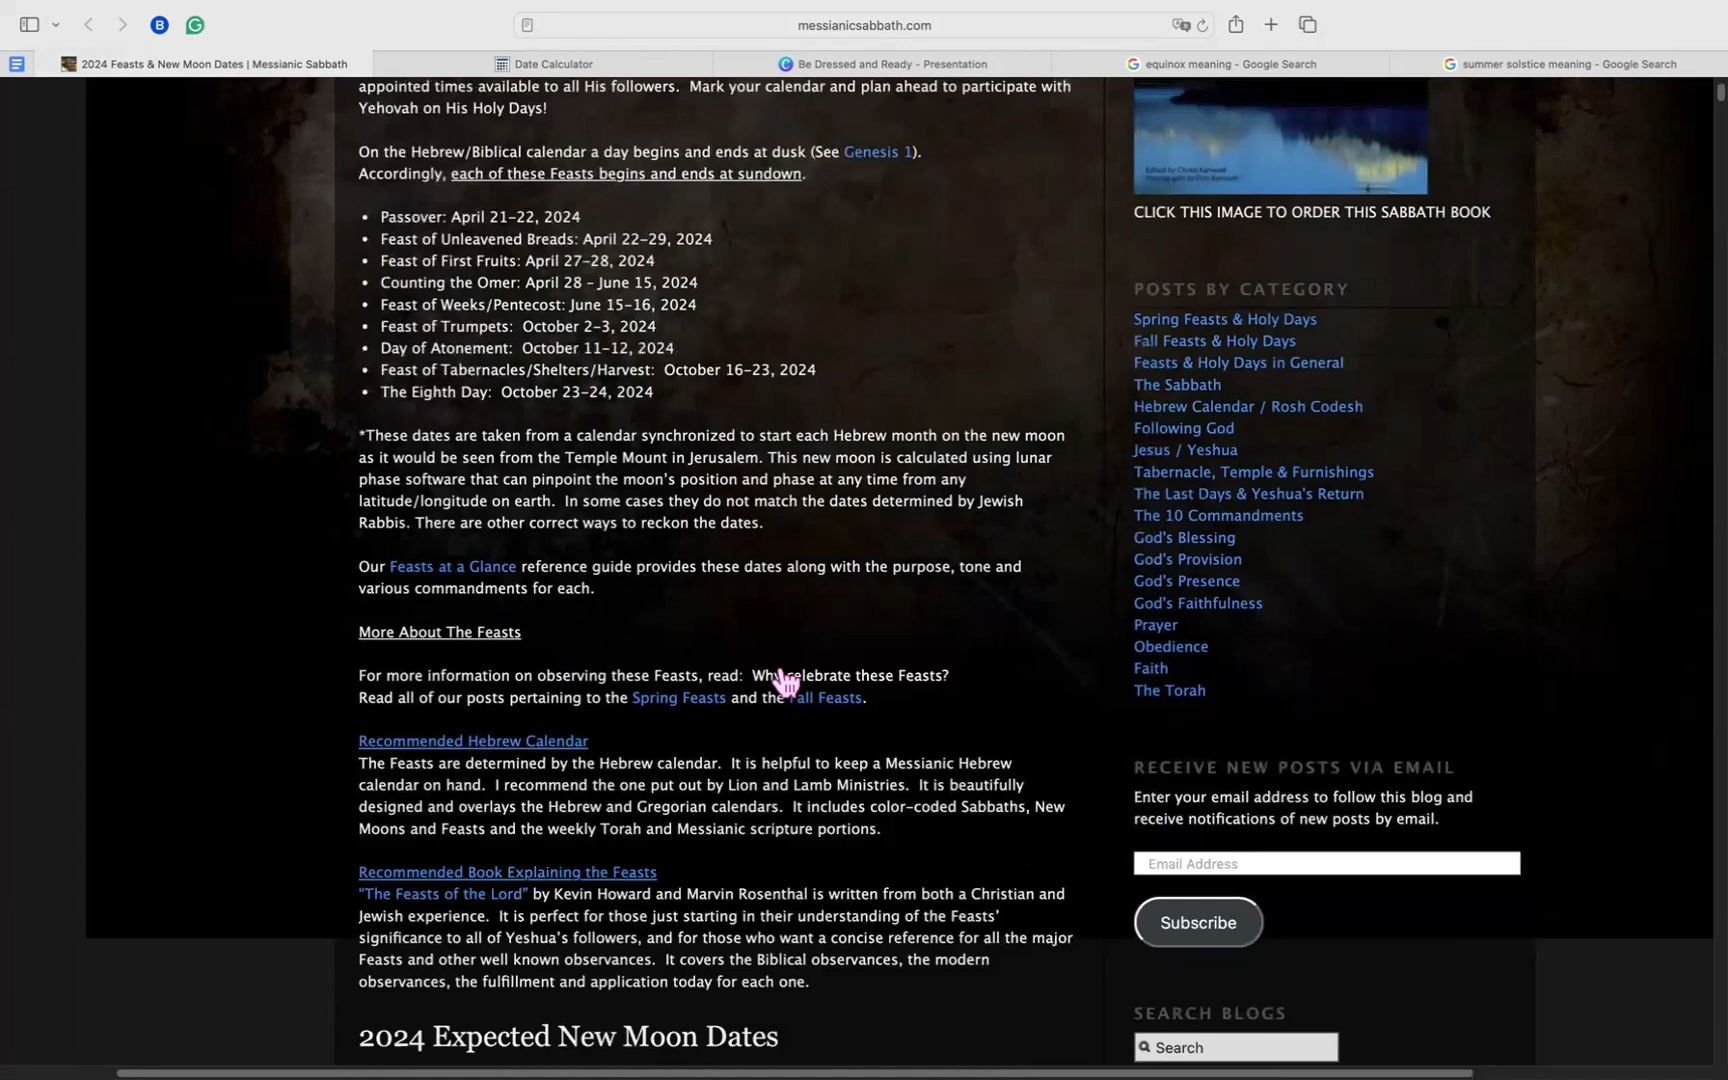 messianicsabbath.com
2024 Feasts & New Moon Dates | Messianic Sabbath
Date Calculator
Be Dressed and Ready - Presentation
equinox meaning - Google Search
summer solstice meaning - Google Search
appointed times available to all His followers.  Mark your calendar and plan ahead to participate with
Yehovah on His Holy Days!
On the Hebrew/Biblical calendar a day begins and ends at dusk (See Genesis 1).
Accordingly, each of these Feasts begins and ends at sundown.
• Passover: April 21-22, 2024
• Feast of Unleavened Breads: April 22-29, 2024
• Feast of First Fruits: April 27-28, 2024
• Counting the Omer: April 28 - June 15, 2024
• Feast of Weeks/Pentecost: June 15-16, 2024
• Feast of Trumpets:  October 2-3, 2024
• Day of Atonement:  October 11-12, 2024
• Feast of Tabernacles/Shelters/Harvest:  October 16-23, 2024
• The Eighth Day:  October 23-24, 2024
*These dates are taken from a calendar synchronized to start each Hebrew month on the new moon
as it would be seen from the Temple Mount in Jerusalem. This new moon is calculated using lunar
phase software that can pinpoint the moon's position and phase at any time from any
latitude/longitude on earth.  In some cases they do not match the dates determined by Jewish
Rabbis. There are other correct ways to reckon the dates.
Our Feasts at a Glance reference guide provides these dates along with the purpose, tone and
various commandments for each.
More About The Feasts
For more information on observing these Feasts, read:  Why celebrate these Feasts?
Read all of our posts pertaining to the Spring Feasts and the Fall Feasts.
Recommended Hebrew Calendar
The Feasts are determined by the Hebrew calendar.  It is helpful to keep a Messianic Hebrew
calendar on hand.  I recommend the one put out by Lion and Lamb Ministries.  It is beautifully
designed and overlays the Hebrew and Gregorian calendars.  It includes color-coded Sabbaths, New
Moons and Feasts and the weekly Torah and Messianic scripture portions.
Recommended Book Explaining the Feasts
"The Feasts of the Lord" by Kevin Howard and Marvin Rosenthal is written from both a Christian and
Jewish experience.  It is perfect for those just starting in their understanding of the Feasts'
significance to all of Yeshua's followers, and for those who want a concise reference for all the major
Feasts and other well known observances.  It covers the Biblical observances, the modern
observances, the fulfillment and application today for each one.
2024 Expected New Moon Dates
CLICK THIS IMAGE TO ORDER THIS SABBATH BOOK
POSTS BY CATEGORY
Spring Feasts & Holy Days
Fall Feasts & Holy Days
Feasts & Holy Days in General
The Sabbath
Hebrew Calendar / Rosh Codesh
Following God
Jesus / Yeshua
Tabernacle, Temple & Furnishings
The Last Days & Yeshua's Return
The 10 Commandments
God's Blessing
God's Provision
God's Presence
God's Faithfulness
Prayer
Obedience
Faith
The Torah
RECEIVE NEW POSTS VIA EMAIL
Enter your email address to follow this blog and
receive notifications of new posts by email.
Email Address
Subscribe
SEARCH BLOGS
Search